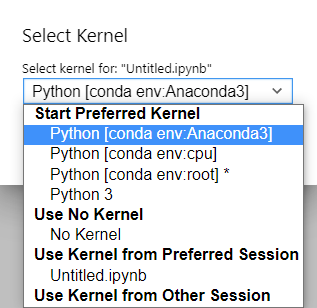 Select Kernel
Select kernel for: "Untitled.ipynb"
Python [conda env:Anaconda3]
Start Preferred Kernel
Python [conda env:Anaconda3]
Python [conda env:cpu]
Python [conda env:root] *
Python 3
Use No Kernel
No Kernel
Use Kernel from Preferred Session
Untitled.ipynb
Use Kernel from Other Session